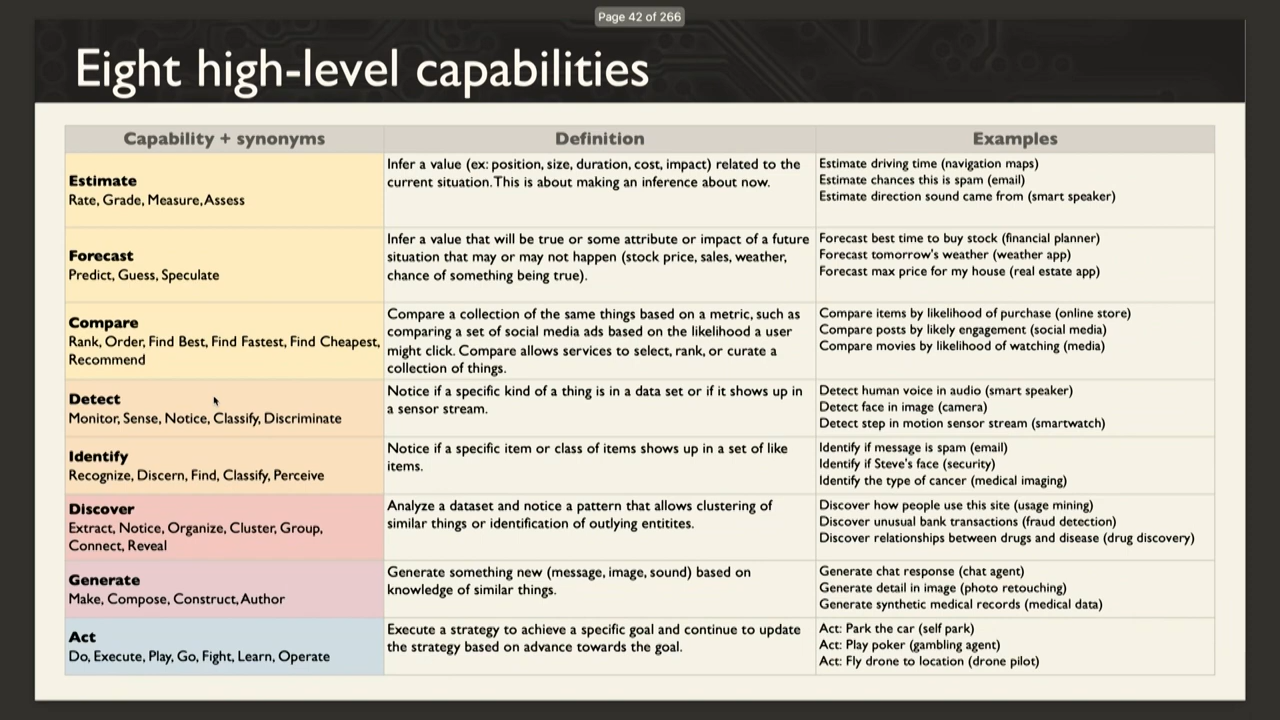 Page 42 of 266
Eight high-level capabilities
Capability + synonyms
Definition
Examples
Estimate
Rate, Grade, Measure, Assess
Infer a value (ex: position, size, duration, cost, impact) related to the
current situation. This is about making an inference about now.
Estimate driving time (navigation maps)
Estimate chances this is spam (email)
Estimate direction sound came from (smart speaker)
Forecast
Predict, Guess, Speculate
Infer a value that will be true or some attribute or impact of a future
situation that may or may not happen (stock price, sales, weather,
chance of something being true).
Forecast best time to buy stock (financial planner)
Forecast tomorrow's weather (weather app)
Forecast max price for my house (real estate app)
Compare
Rank, Order, Find Best, Find Fastest, Find Cheapest,
Recommend
Compare a collection of the same things based on a metric, such as
comparing a set of social media ads based on the likelihood a user
might click. Compare allows services to select, rank, or curate a
collection of things.
Compare items by likelihood of purchase (online store)
Compare posts by likely engagement (social media)
Compare movies by likelihood of watching (media)
Detect
Monitor, Sense, Notice, Classify, Discriminate
Notice if a specific kind of a thing is in a data set or if it shows up in
a sensor stream.
Detect human voice in audio (smart speaker)
Detect face in image (camera)
Detect step in motion sensor stream (smartwatch)
Identify
Recognize, Discern, Find, Classify, Perceive
Notice if a specific item or class of items shows up in a set of like
items.
Identify if message is spam (email)
Identify if Steve's face (security)
Identify the type of cancer (medical imaging)
Discover
Extract, Notice, Organize, Cluster, Group,
Connect, Reveal
Analyze a dataset and notice a pattern that allows clustering of
similar things or identification of outlying entitites.
Discover how people use this site (usage mining)
Discover unusual bank transactions (fraud detection)
Discover relationships between drugs and disease (drug discovery)
Generate
Make, Compose, Construct, Author
Generate something new (message, image, sound) based on
knowledge of similar things.
Generate chat response (chat agent)
Generate detail in image (photo retouching)
Generate synthetic medical records (medical data)
Act
Do, Execute, Play, Go, Fight, Learn, Operate
Execute a strategy to achieve a specific goal and continue to update
the strategy based on advance towards the goal.
Act: Park the car (self park)
Act: Play poker (gambling agent)
Act: Fly drone to location (drone pilot)